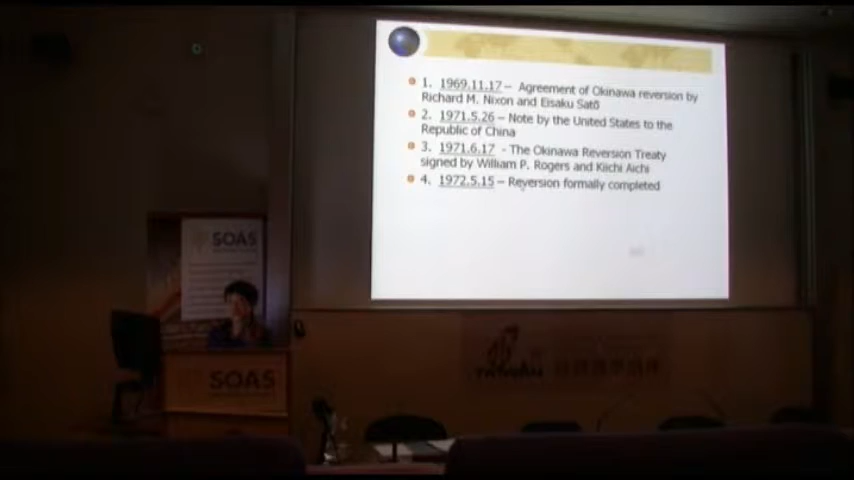 1. 1969.11.17 – Agreement of Okinawa reversion by
Richard M. Nixon and Eisaku Satō
2. 1971.5.26 – Note by the United States to the
Republic of China
3. 1971.6.17 - The Okinawa Reversion Treaty
signed by William P. Rogers and Kiichi Aichi
4. 1972.5.15 – Reversion formally completed
SOAS
SOAS
TAIWAN